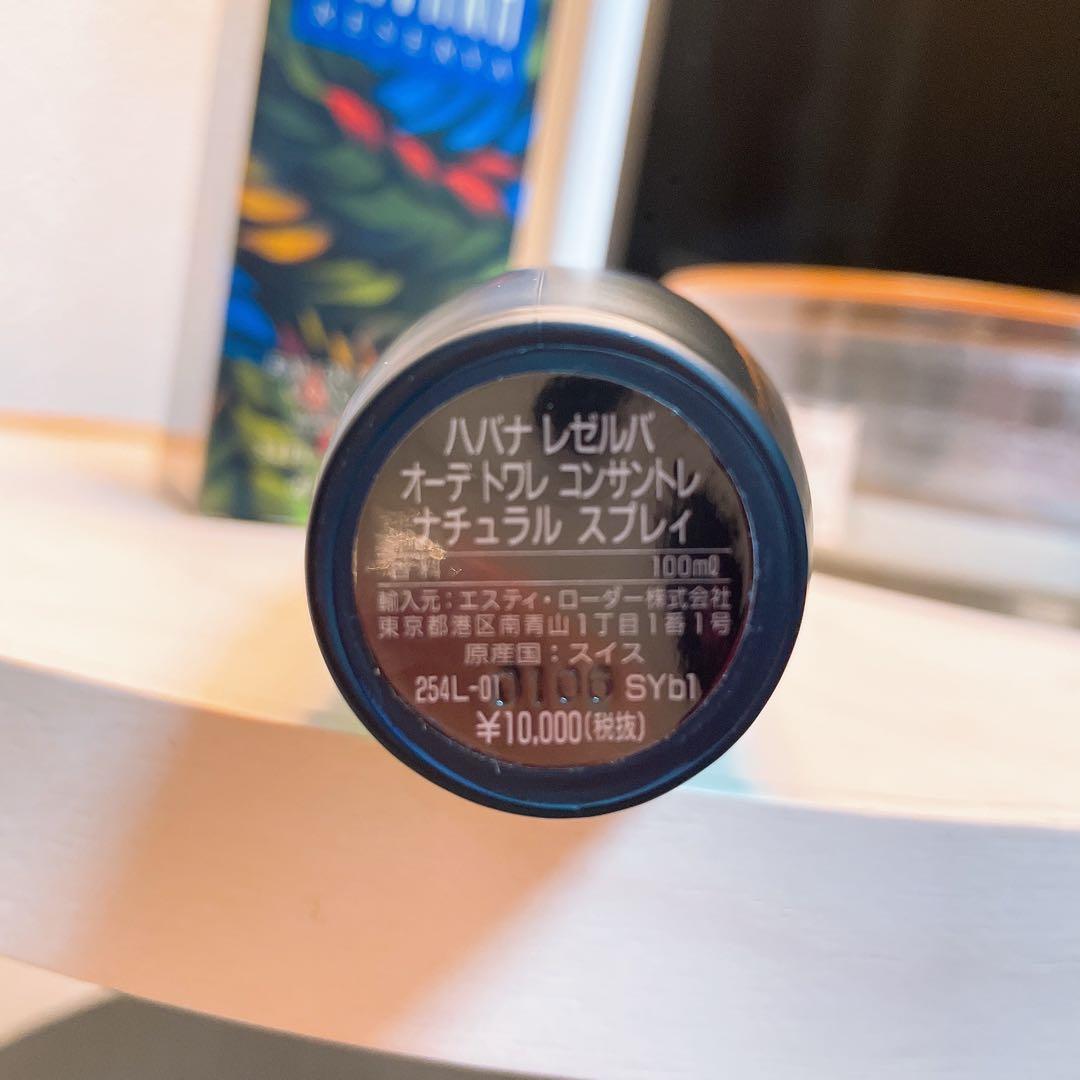 ハバナ レゼルバ
オーデ トワレ コンサントレ
ナチュラル スプレイ
100mℓ
輸入元：エスティ・ローダー株式会社
東京都港区南青山1丁目1番1号
原産国：スイス
254L-01 SYb1
¥10,000(税抜)